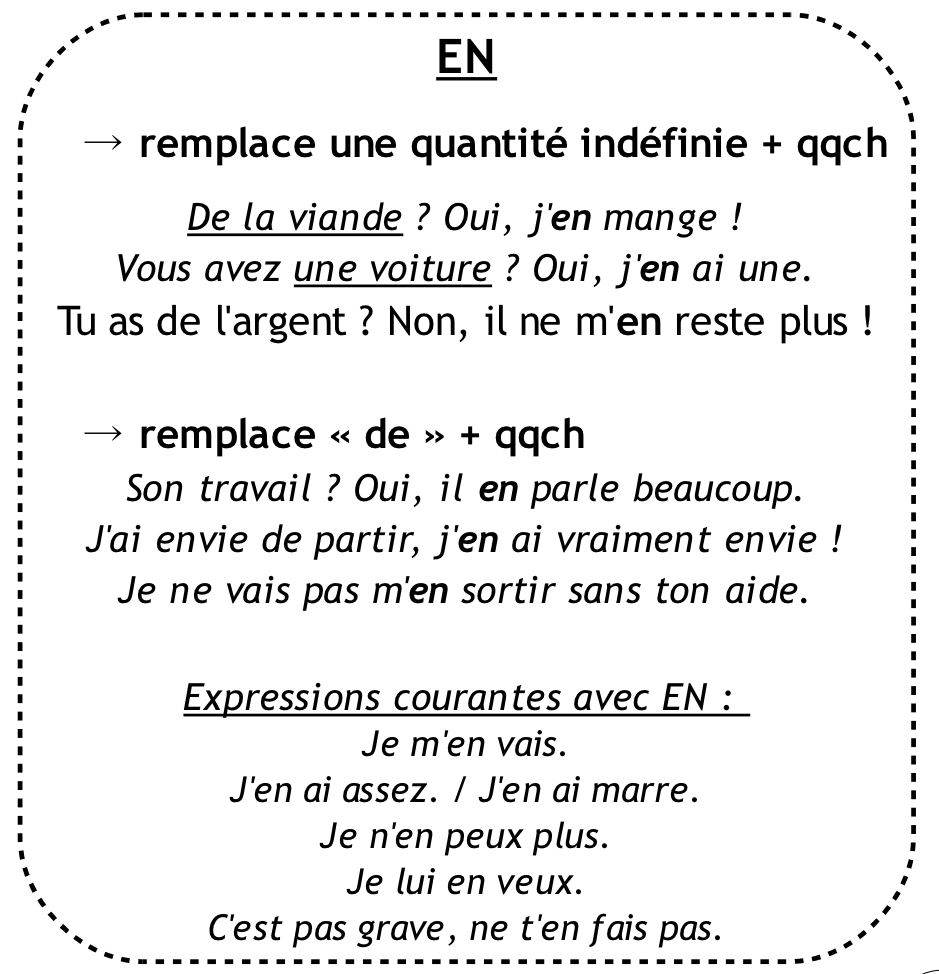 EN
→ remplace une quantité indéfinie + qqch
De la viande ? Oui, j'en mange !
Vous avez une voiture ? Oui, j'en ai une.
Tu as de l'argent ? Non, il ne m'en reste plus !
→ remplace « de » + qqch
Son travail ? Oui, il en parle beaucoup.
J'ai envie de partir, j'en ai vraiment envie !
Je ne vais pas m'en sortir sans ton aide.
Expressions courantes avec EN :
Je m'en vais.
J'en ai assez. / J'en ai marre.
Je n'en peux plus.
Je lui en veux.
C'est pas grave, ne t'en fais pas.